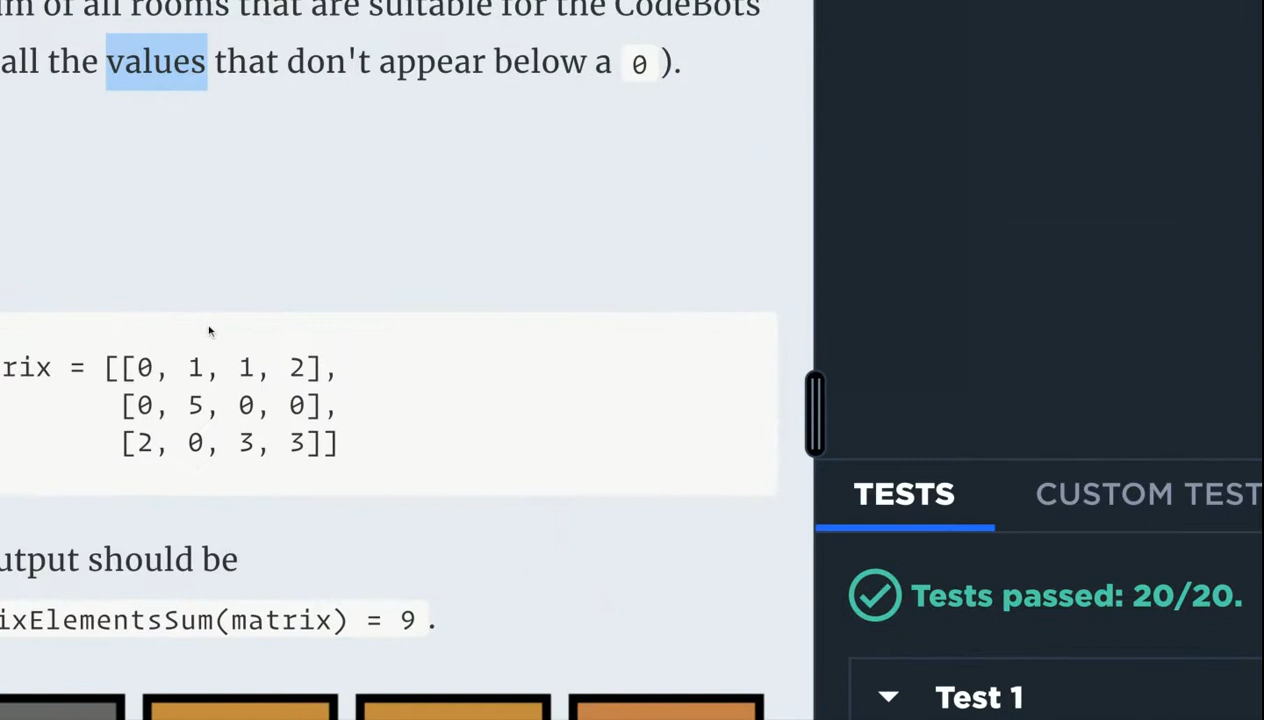 m of all rooms that are suitable for the CodeBots
all the values that don't appear below a 0 ).
rix = [[0, 1, 1, 2],
[0, 5, 0, 0],
[2, 0, 3, 3]]
utput should be
ixElementsSum(matrix) = 9 .
TESTS CUSTOM TEST
Tests passed: 20/20.
Test 1